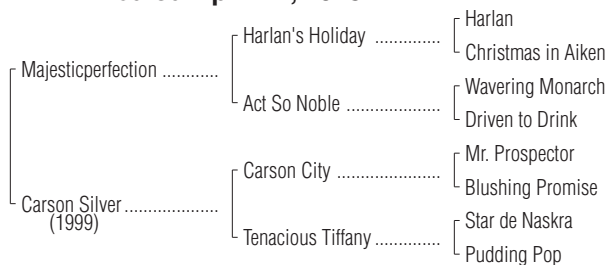 Harlan
Harlan's Holiday ..............
Christmas in Aiken
Majesticperfection ............
Wavering Monarch
Act So Noble .....................
Driven to Drink
Mr. Prospector
Carson City .......................
Blushing Promise
Carson Silver ....................
(1999)
Star de Naskra
Tenacious Tiffany ................
Pudding Pop